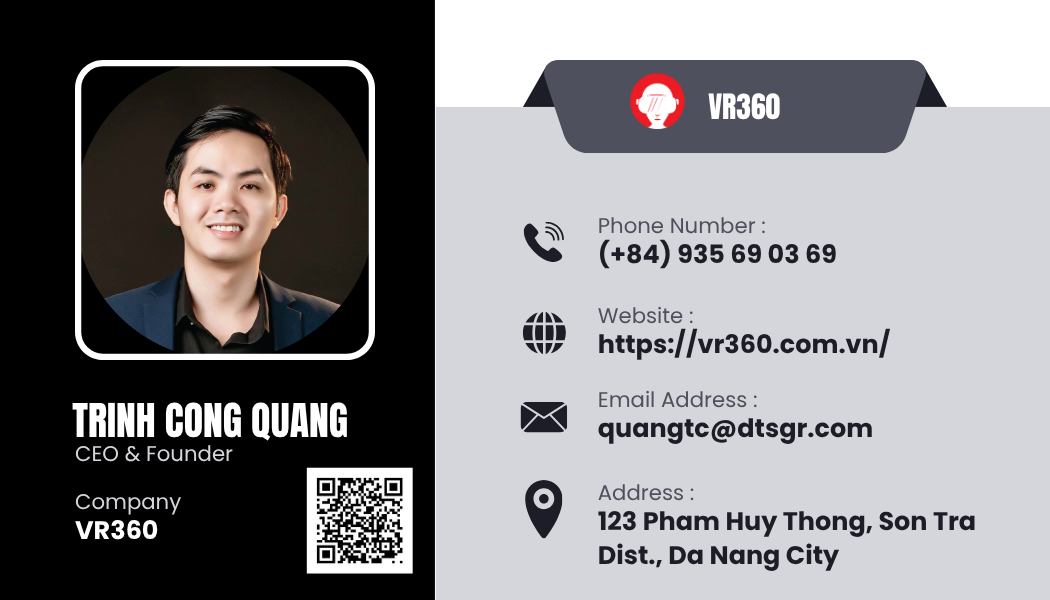 TRINH CONG QUANG
CEO & Founder
Company
VR360
VR360
Phone Number :
(+84) 935 69 03 69
Website :
https://vr360.com.vn/
Email Address :
quangtc@dtsgr.com
Address :
123 Pham Huy Thong, Son Tra
Dist., Da Nang City